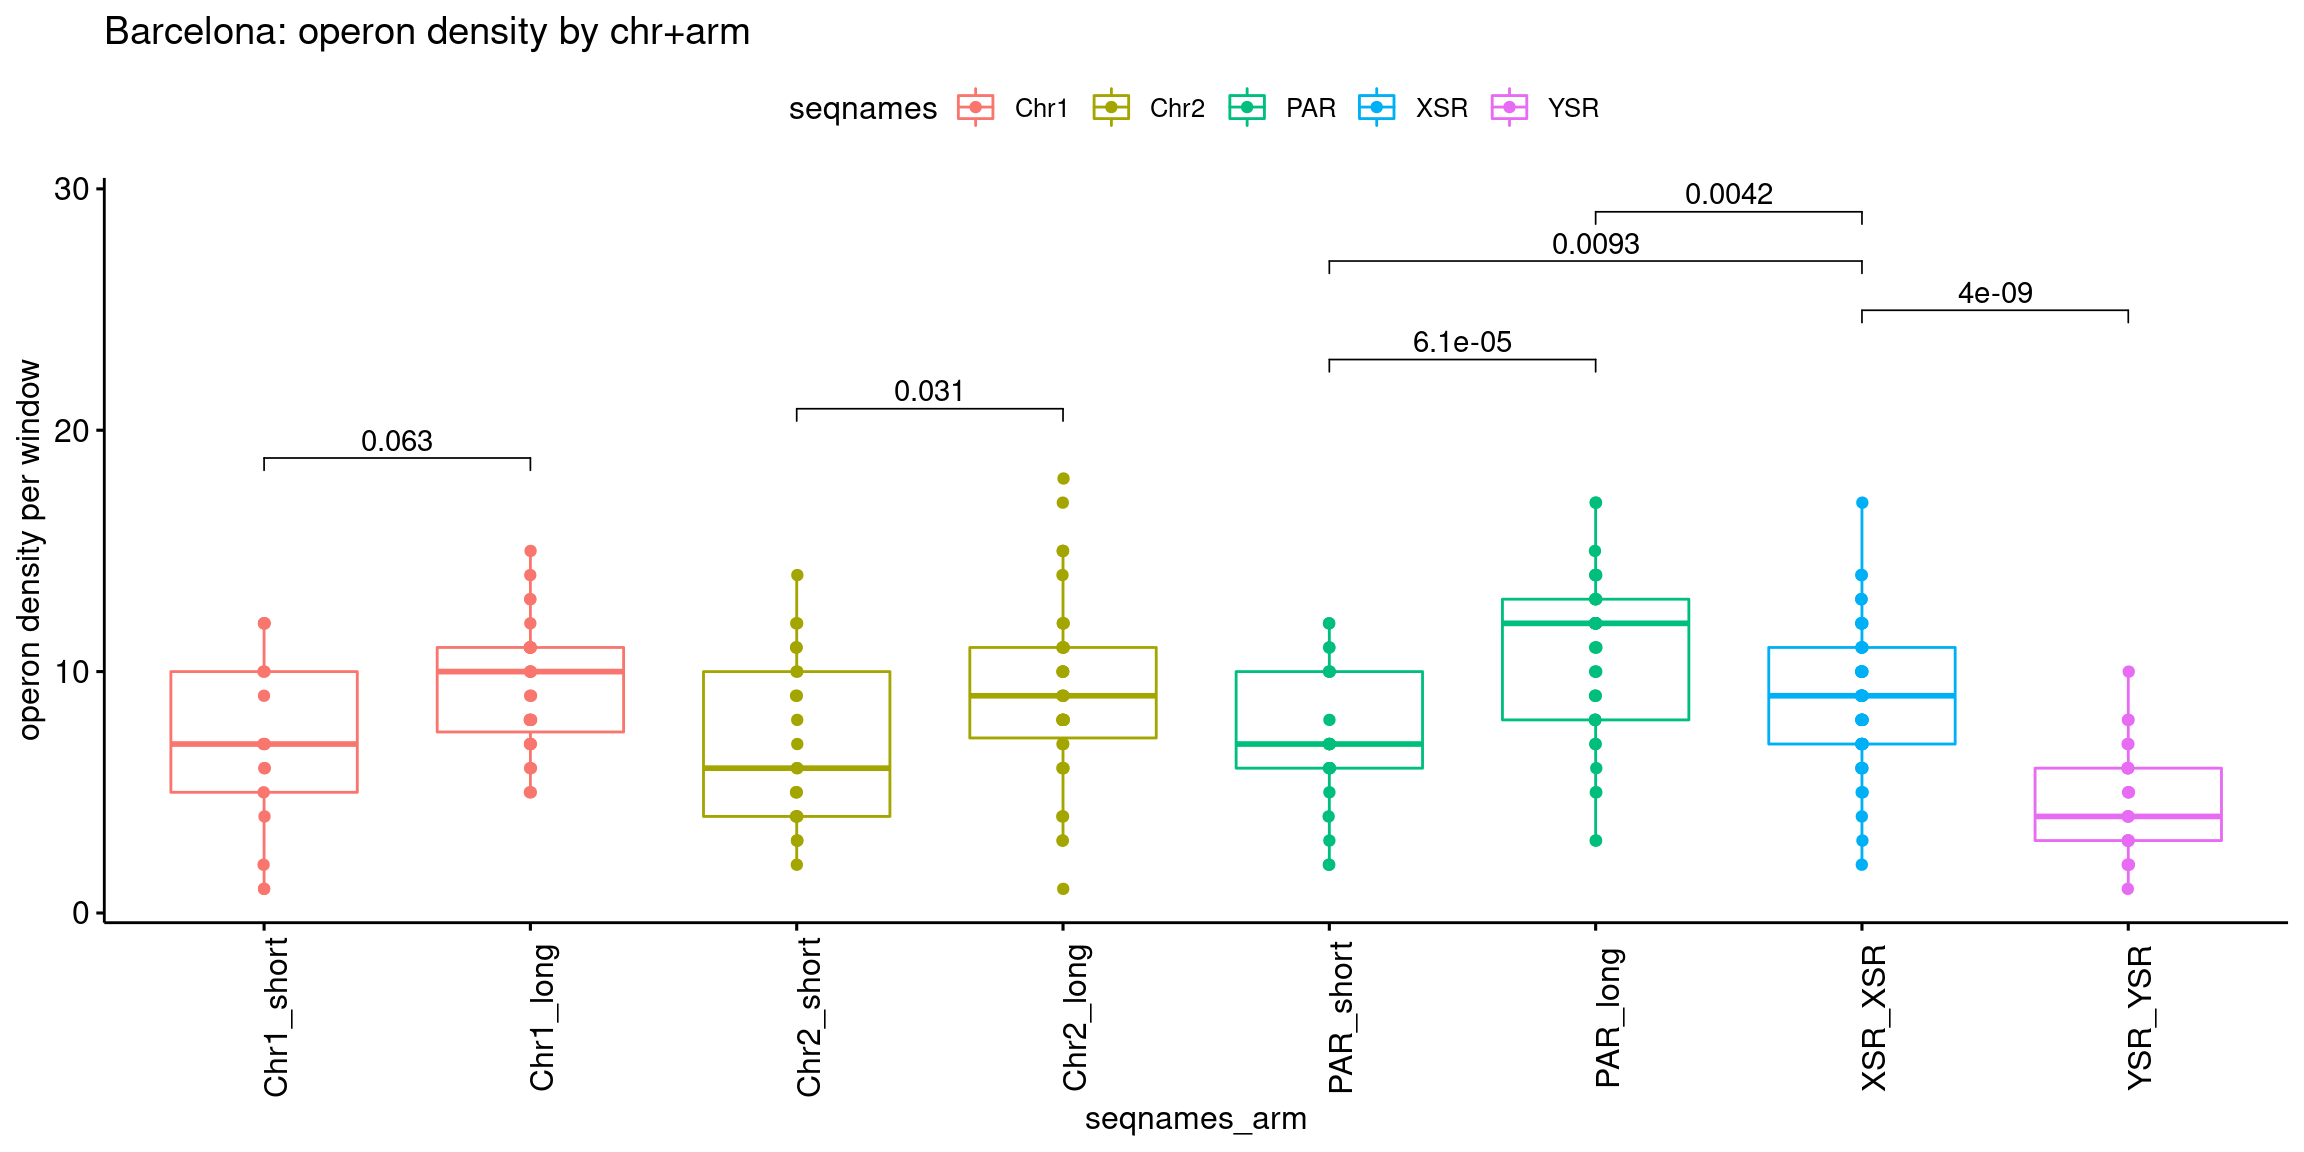 Barcelona: operon density by chr+arm
seqnames Chr1 Chr2 PAR XSR YSR
operon density per window
30
20
10
0
0.0042
0.0093
4e-09
6.1e-05
0.031
0.063
Chr1_short
Chr1_long
Chr2_short
Chr2_long
PAR_short
PAR_long
XSR_XSR
YSR_YSR
seqnames_arm